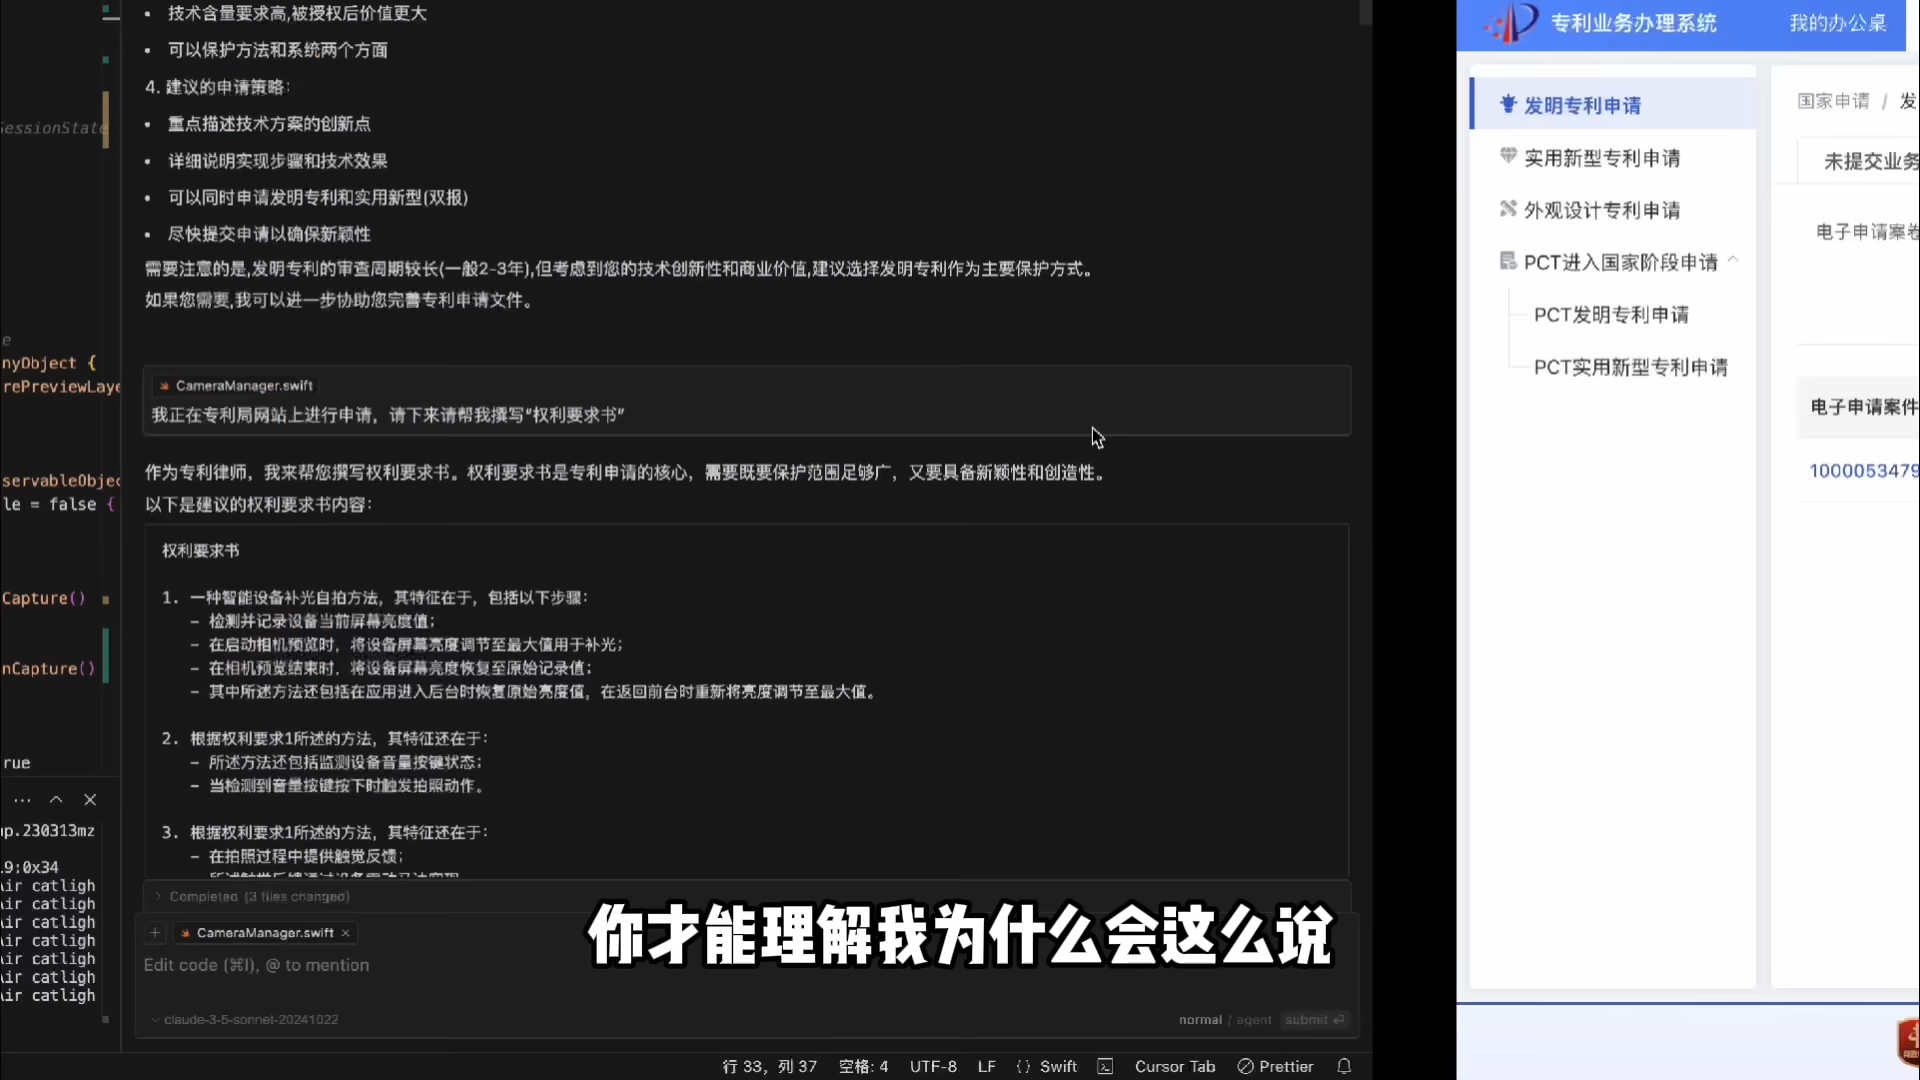 SessionState
e
nyObject {
rePreviewLaye
servableObjec
le = false {
Capture()
nCapture()
rue
... 
up.230313mz
19:0x34
Air catligh
Air catligh
Air catligh
Air catligh
Air catligh
Air catligh
Air catligh
• 技术含量要求高,被授权后价值更大
• 可以保护方法和系统两个方面
4. 建议的申请策略:
• 重点描述技术方案的创新点
• 详细说明实现步骤和技术效果
• 可以同时申请发明专利和实用新型(双报)
• 尽快提交申请以确保新颖性
需要注意的是,发明专利的审查周期较长(一般2-3年),但考虑到您的技术创新性和商业价值,建议选择发明专利作为主要保护方式。
如果您需要,我可以进一步协助您完善专利申请文件。
CameraManager.swift
我正在专利局网站上进行申请，请下来请帮我撰写“权利要求书”
作为专利律师，我来帮您撰写权利要求书。权利要求书是专利申请的核心，需要既要保护范围足够广，又要具备新颖性和创造性。
以下是建议的权利要求书内容：
权利要求书
1. 一种智能设备补光自拍方法，其特征在于，包括以下步骤：
- 检测并记录设备当前屏幕亮度值；
- 在启动相机预览时，将设备屏幕亮度调节至最大值用于补光；
- 在相机预览结束时，将设备屏幕亮度恢复至原始记录值；
- 其中所述方法还包括在应用进入后台时恢复原始亮度值，在返回前台时重新将亮度调节至最大值。
2. 根据权利要求1所述的方法，其特征还在于：
- 所述方法还包括监测设备音量按键状态；
- 当检测到音量按键按下时触发拍照动作。
3. 根据权利要求1所述的方法，其特征还在于：
- 在拍照过程中提供触觉反馈；
Completed (3 files changed)
+ CameraManager.swift ×
Edit code (⌘I), @ to mention
claude-3-5-sonnet-20241022
normal / agent submit ↵
你才能理解我为什么会这么说
行 33，列 37 空格: 4 UTF-8 LF {} Swift Cursor Tab Prettier
专利业务办理系统 我的办公桌
发明专利申请
实用新型专利申请
外观设计专利申请
PCT进入国家阶段申请
PCT发明专利申请
PCT实用新型专利申请
国家申请 / 发
未提交业务
电子申请案卷
电子申请案件
1000053479